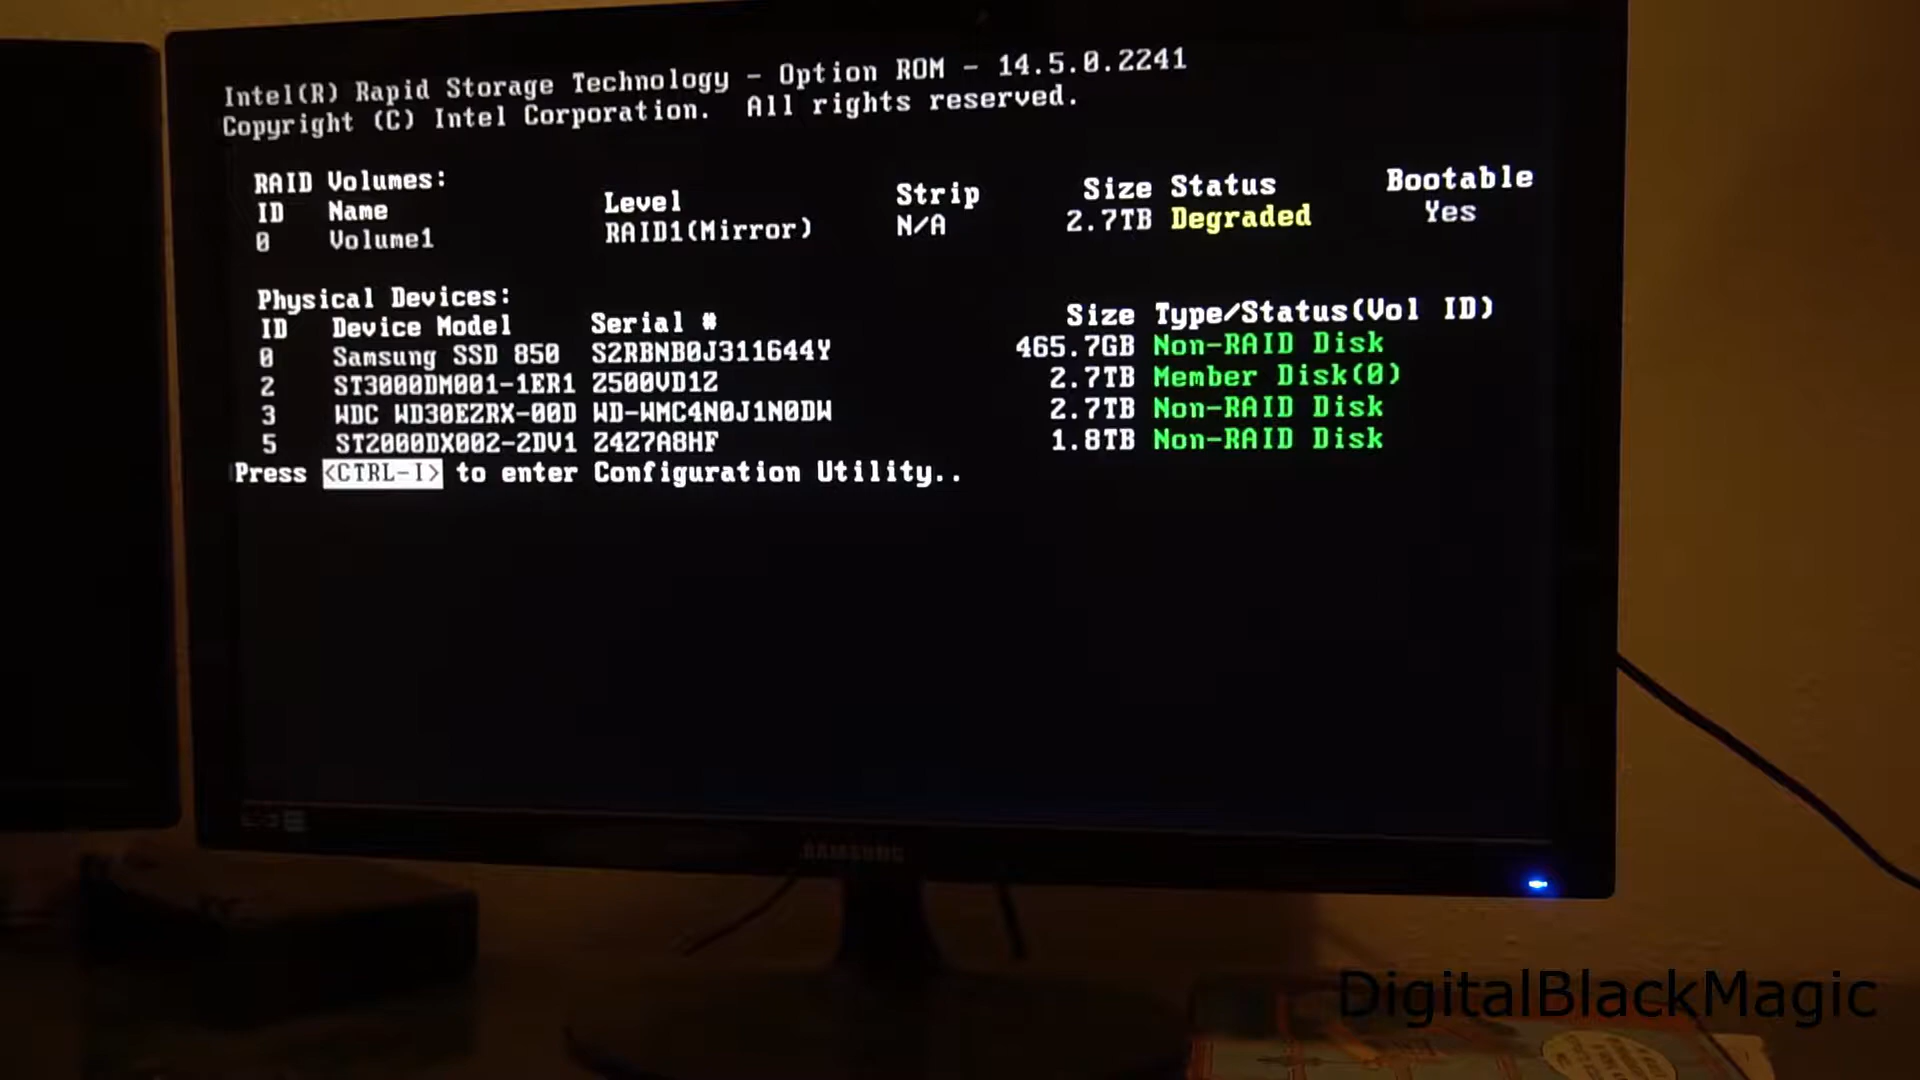 Intel(R) Rapid Storage Technology - Option ROM - 14.5.0.2241
Copyright (C) Intel Corporation. All rights reserved.
RAID Volumes:
ID Name Level Strip Size Status Bootable
0 Volume1 RAID1(Mirror) N/A 2.7TB Degraded Yes
Physical Devices:
ID Device Model Serial # Size Type/Status(Vol ID)
0 Samsung SSD 850 S2RBNB0J311644Y 465.7GB Non-RAID Disk
2 ST3000DM001-1ER1 Z500VD1Z 2.7TB Member Disk(0)
3 WDC WD30EZRX-00D WD-WMC4N0J1N0DW 2.7TB Non-RAID Disk
5 ST2000DX002-2DV1 Z4Z7A8HF 1.8TB Non-RAID Disk
Press <CTRL-I> to enter Configuration Utility..
SAMSUNG
DigitalBlackMagic